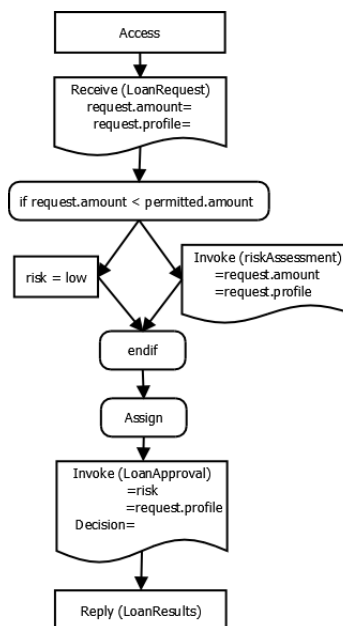 Access
Receive (LoanRequest)
request.amount=
request.profile=
if request.amount < permitted.amount
risk = low
Invoke (riskAssessment)
=request.amount
=request.profile
endif
Assign
Invoke (LoanApproval)
=risk
=request.profile
Decision=
Reply (LoanResults)